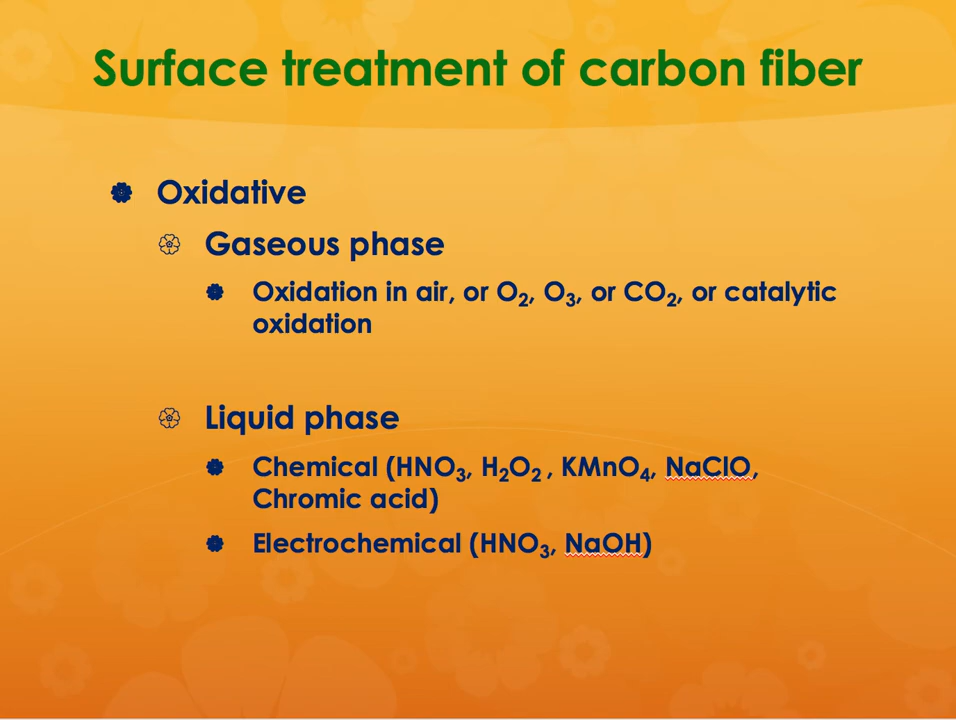 Surface treatment of carbon fiber
Oxidative
Gaseous phase
Oxidation in air, or O₂, O₃, or CO₂, or catalytic
oxidation
Liquid phase
Chemical (HNO₃, H₂O₂ , KMnO₄, NaClO,
Chromic acid)
Electrochemical (HNO₃, NaOH)